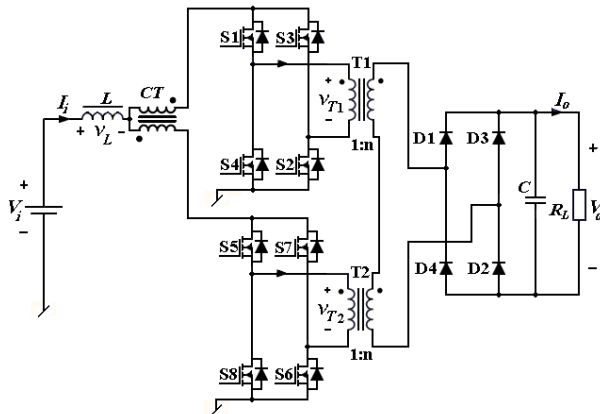 S1 S3
T1
I_i L CT
+ v_L −
+
v_T1
−
I_o
D1 D3
+
1:n
S4 S2
+
V_i
−
C R_L V_o
S5 S7
T2
D4 D2
+
v_T2
−
−
1:n
S8 S6